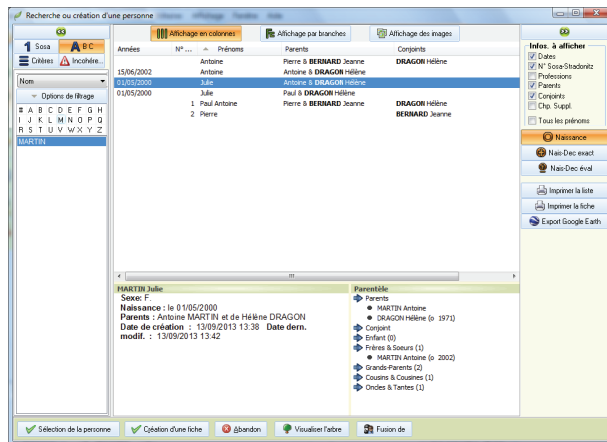 Recherche ou création d'une personne
1 Sosa
A B C
Critères
Incohére...
Nom
Options de filtrage
# A B C D E F G H
I J K L M N O P Q
R S T U V W X Y Z
MARTIN
Affichage en colonnes
Affichage par branches
Affichage des images
Années N° ... Prénoms Parents Conjoints
Antoine Pierre & BERNARD Jeanne DRAGON Hélène
15/06/2002 Antoine Antoine & DRAGON Hélène
01/05/2000 Julie Antoine & DRAGON Hélène
01/05/2000 Julie Paul & DRAGON Hélène
1 Paul Antoine Pierre & BERNARD Jeanne DRAGON Hélène
2 Pierre BERNARD Jeanne
Infos. à afficher
Dates
N° Sosa-Stradonitz
Professions
Parents
Conjoints
Chp. Suppl.
Tous les prénoms
Naissance
Nais-Dec exact
Nais-Dec éval
Imprimer la liste
Imprimer la fiche
Export Google Earth
MARTIN Julie
Sexe: F.
Naissance : le 01/05/2000
Parents : Antoine MARTIN et de Hélène DRAGON
Date de création : 13/09/2013 13:38 Date dern.
modif. : 13/09/2013 13:42
Parentèle
Parents
MARTIN Antoine
DRAGON Hélène (o 1971)
Conjoint
Enfant (0)
Frères & Soeurs (1)
MARTIN Antoine (o 2002)
Grands-Parents (2)
Cousins & Cousines (1)
Oncles & Tantes (1)
Sélection de la personne
Création d'une fiche
Abandon
Visualiser l'arbre
Fusion de